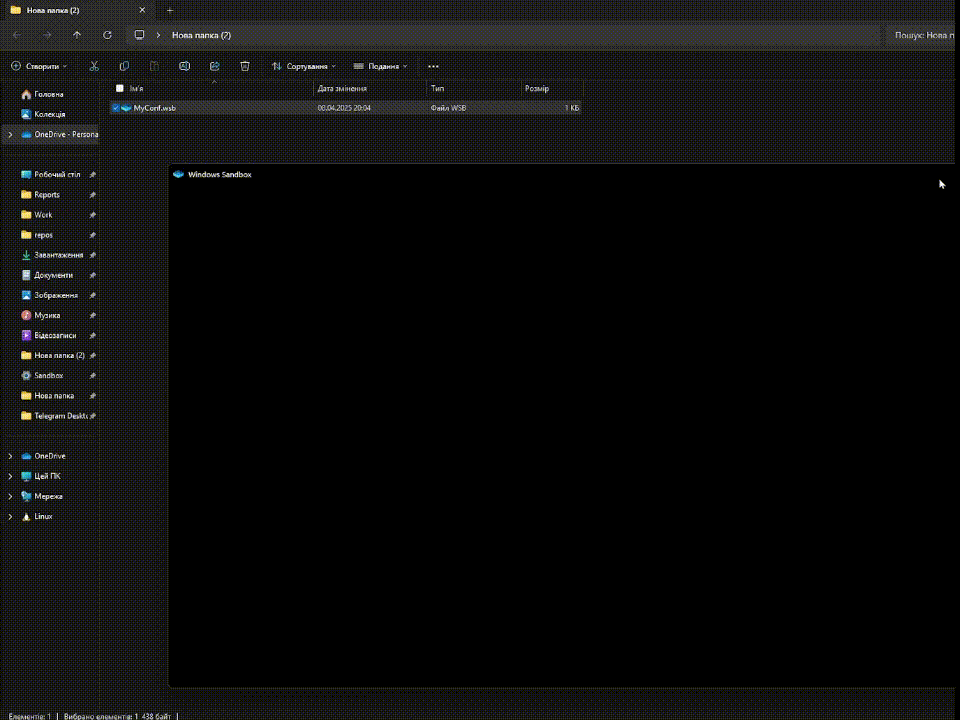 Нова папка (2)
Нова папка (2)
Пошук: Нова п
Створити
Сортування
Подання
Ім'я
Дата змінення
Тип
Розмір
MyConf.wsb
08.04.2025 20:04
Файл WSB
1 КБ
Головна
Колекція
OneDrive - Persona
Робочий стіл
Reports
Work
repos
Завантаження
Документи
Зображення
Музика
Відеозаписи
Нова папка (2)
Sandbox
Нова папка
Telegram Deskto
OneDrive
Цей ПК
Мережа
Linux
Windows Sandbox
Елементів: 1 | Вибрано елементів: 1 438 байт |